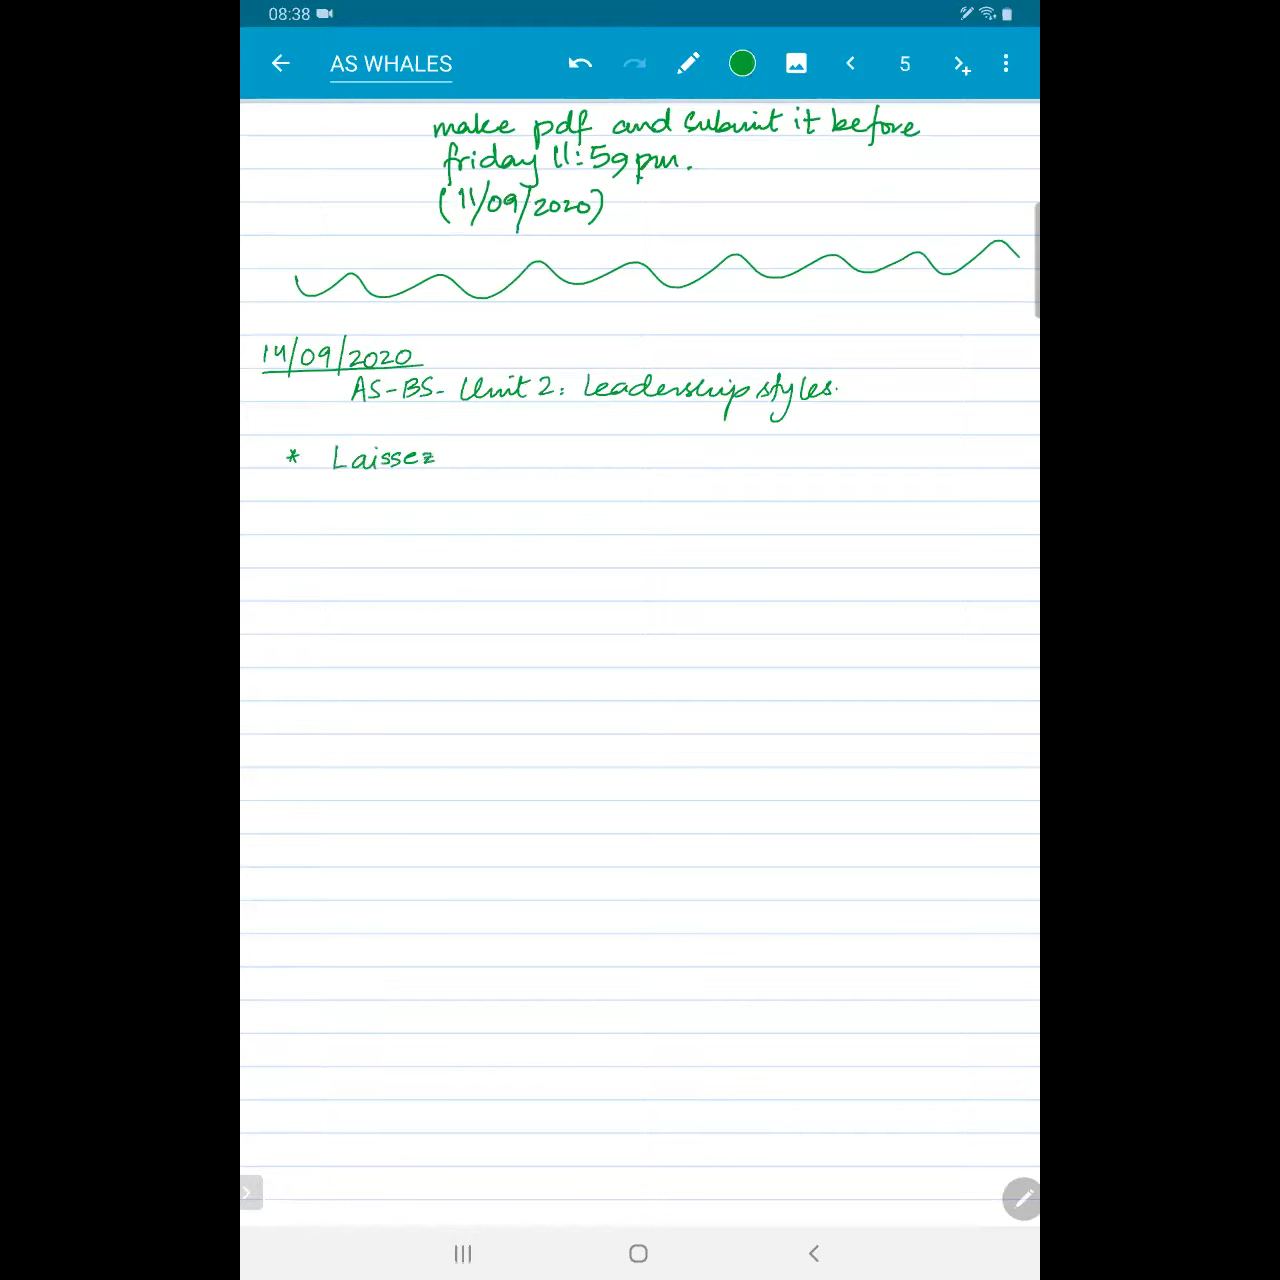 08:38
AS WHALES
5
make pdf and submit it before
friday 11:59pm.
(11/09/2020)
14/09/2020
AS-BS- Unit 2: Leadership styles.
* Laissez